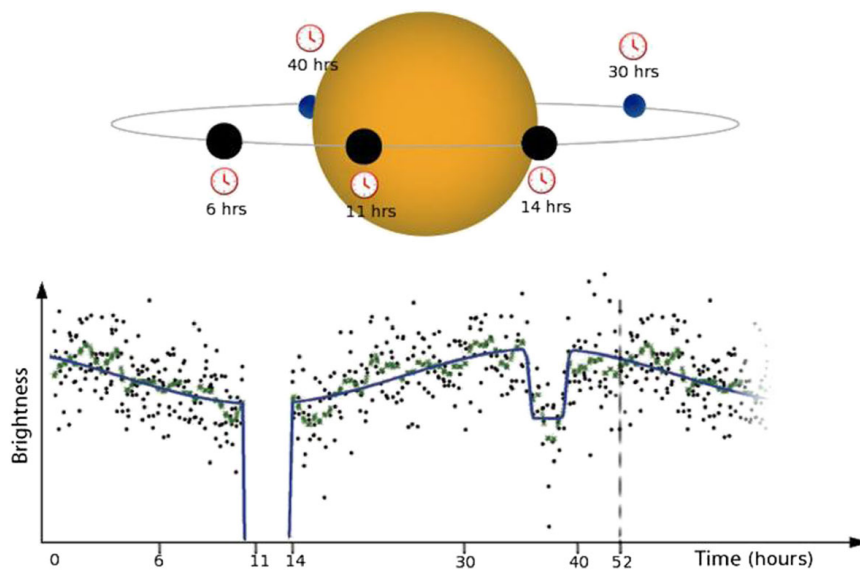 40 hrs
30 hrs
6 hrs
11 hrs
14 hrs
Brightness
0
6
11
14
30
40
52
Time (hours)